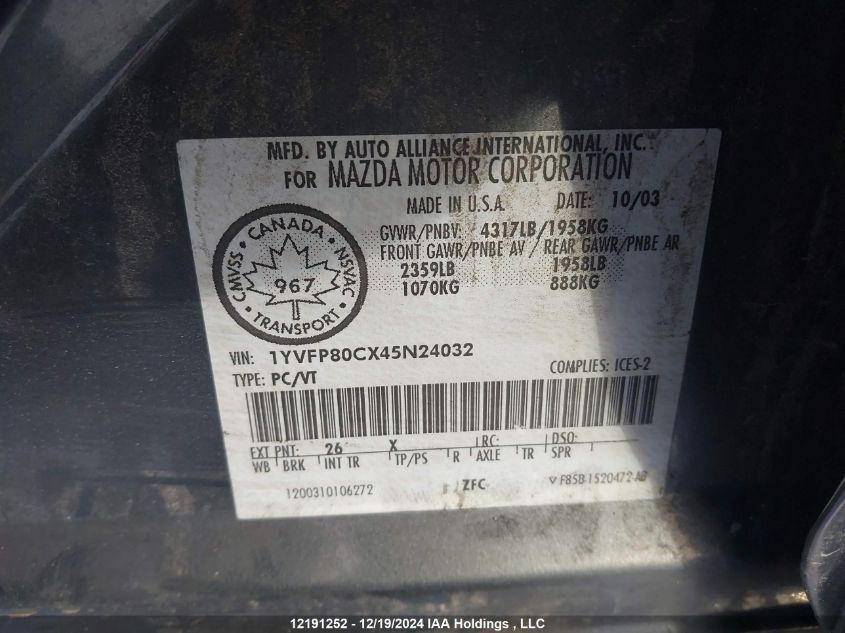 MFD. BY AUTO ALLIANCE INTERNATIONAL, INC.
FOR MAZDA MOTOR CORPORATION
MADE IN U.S.A. DATE: 10/03
GVWR/PNBV: 4317LB/1958KG
FRONT GAWR/PNBE AV / REAR GAWR/PNBE AR
2359LB 1958LB
1070KG 888KG
CANADA
CMVSS 967 NSVAC
TRANSPORT
VIN: 1YVFP80CX45N24032
TYPE: PC/VT COMPLIES: ICES-2
EXT PNT: 26 X RC: DSO:
WB BRK INT TR TP/PS R AXLE TR SPR
1200310106272 ZFC F85B 1520472 AB
12191252 - 12/19/2024 IAA Holdings , LLC